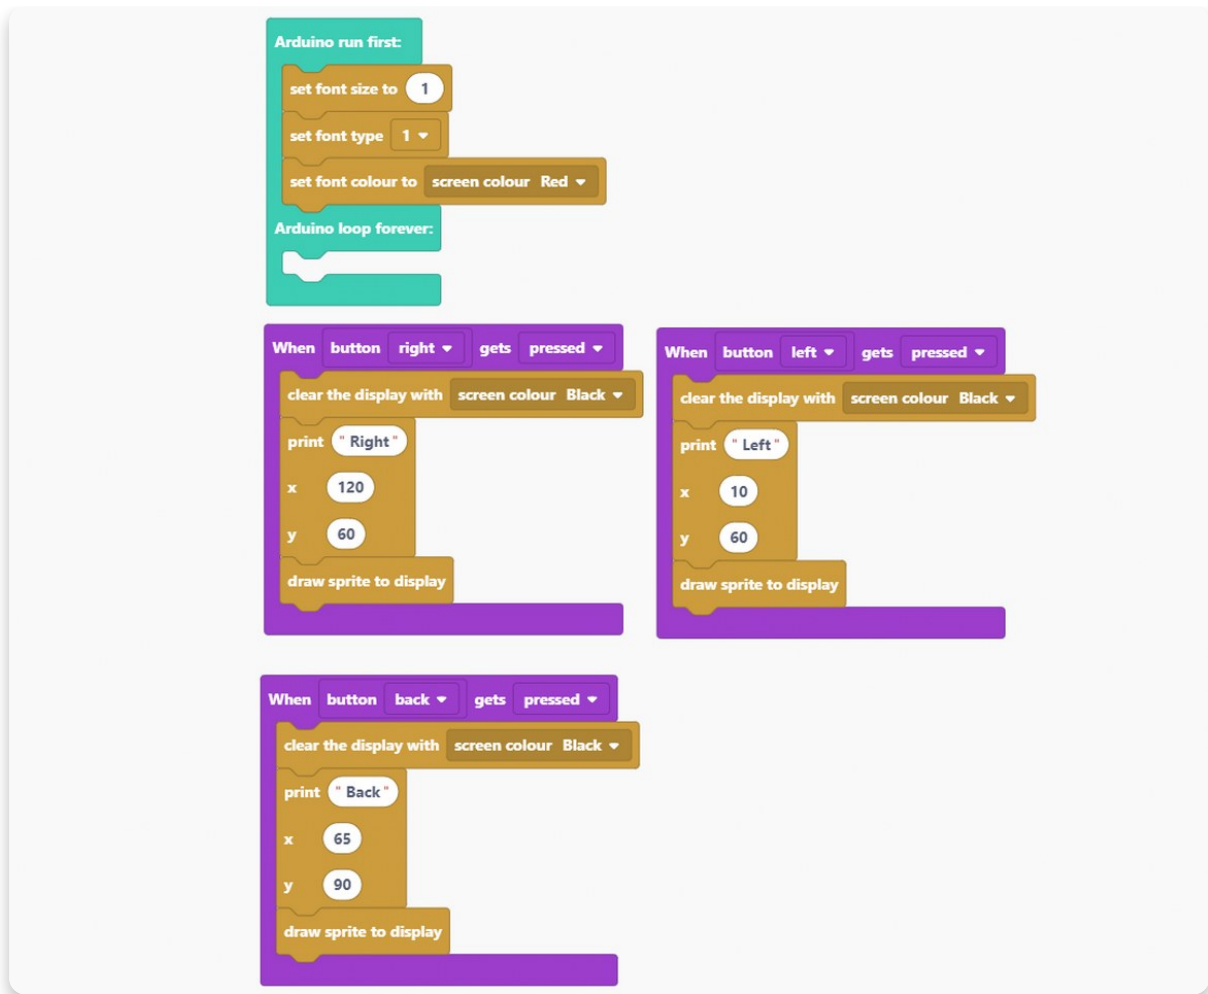 Arduino run first:
set font size to 1
set font type 1
set font colour to screen colour Red
Arduino loop forever:
When button right gets pressed
clear the display with screen colour Black
print " Right "
x 120
y 60
draw sprite to display
When button left gets pressed
clear the display with screen colour Black
print " Left "
x 10
y 60
draw sprite to display
When button back gets pressed
clear the display with screen colour Black
print " Back "
x 65
y 90
draw sprite to display